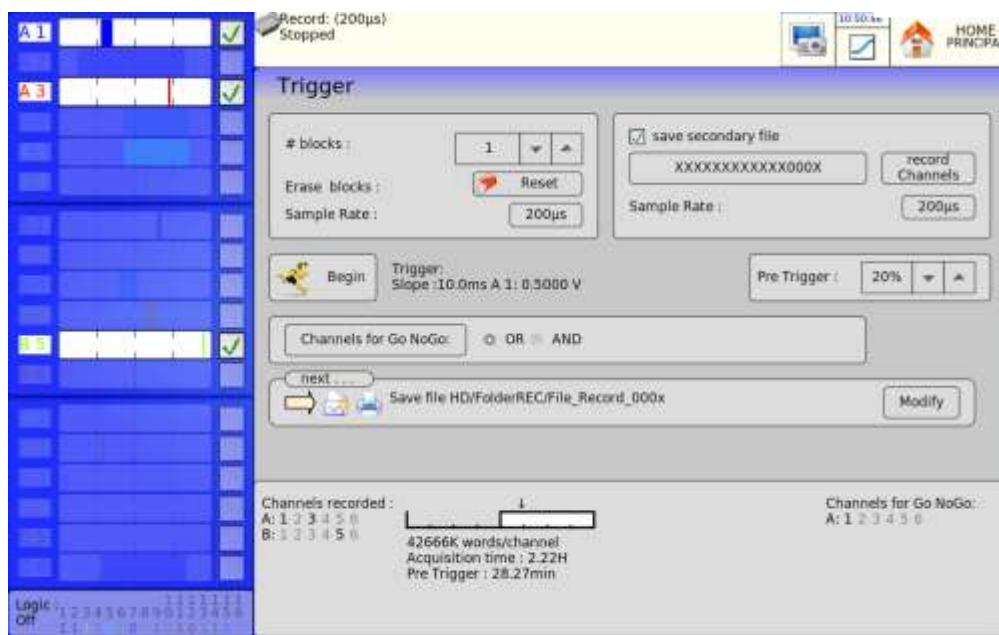 A 1
A 3
B 5
Logic :
Off
Record: (200µs)
Stopped
HOME
PRINCIPA
Trigger
# blocks :
1
Erase blocks :
Reset
Sample Rate :
200µs
save secondary file
XXXXXXXXXXXX000X
record
Channels
Sample Rate :
200µs
Begin
Trigger:
Slope :10.0ms A 1: 0.5000 V
Pre Trigger :
20%
Channels for Go NoGo:
OR
AND
next . . .
Save file HD/FolderREC/File_Record_000x
Modify
Channels recorded :
A: 1 2 3 4 5 6
B: 1 2 3 4 5 6
42666K words/channel
Acquisition time : 2.22H
Pre Trigger : 28.27min
Channels for Go NoGo:
A: 1 2 3 4 5 6